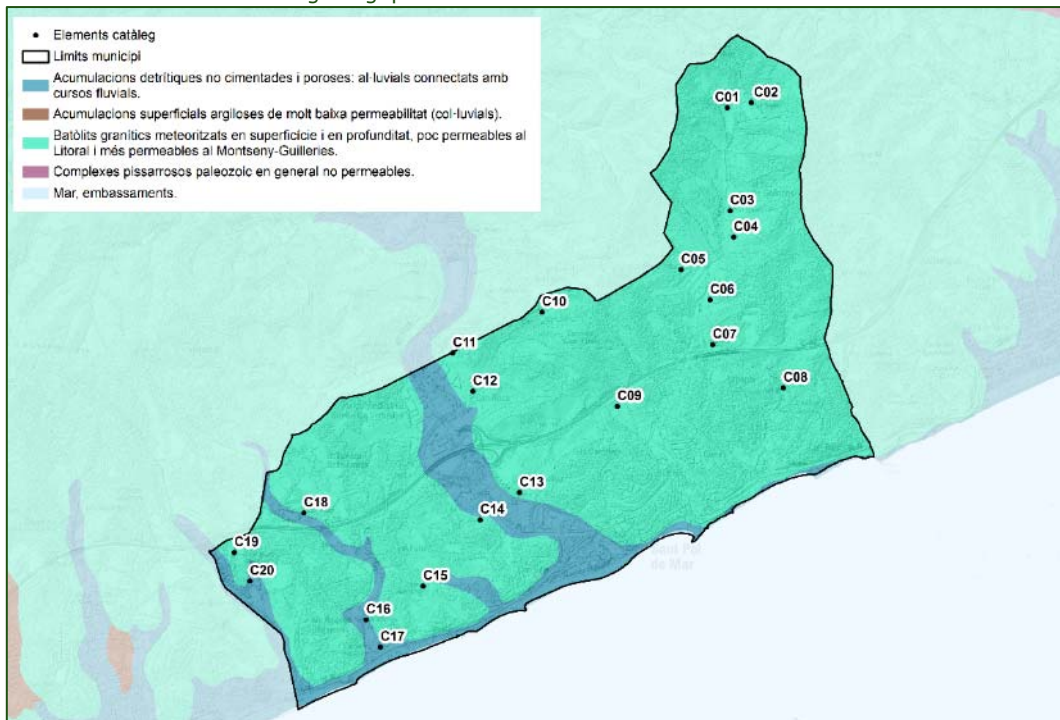 Elements catàleg
Límits municipi
Acumulacions detrítiques no cimentades i poroses: al·luvials connectats amb
cursos fluvials.
Acumulacions superficials argiloses de molt baixa permeabilitat (col·luvials).
Batòlits granítics meteoritzats en superfície i en profunditat, poc permeables al
Litoral i més permeables al Montseny-Guilleries.
Complexes pissarrosos paleozoic en general no permeables.
Mar, embassaments.
C01
C02
C03
C04
C05
C06
C07
C08
C09
C10
C11
C12
C13
C14
C15
C16
C17
C18
C19
C20
Sant Pol
de Mar